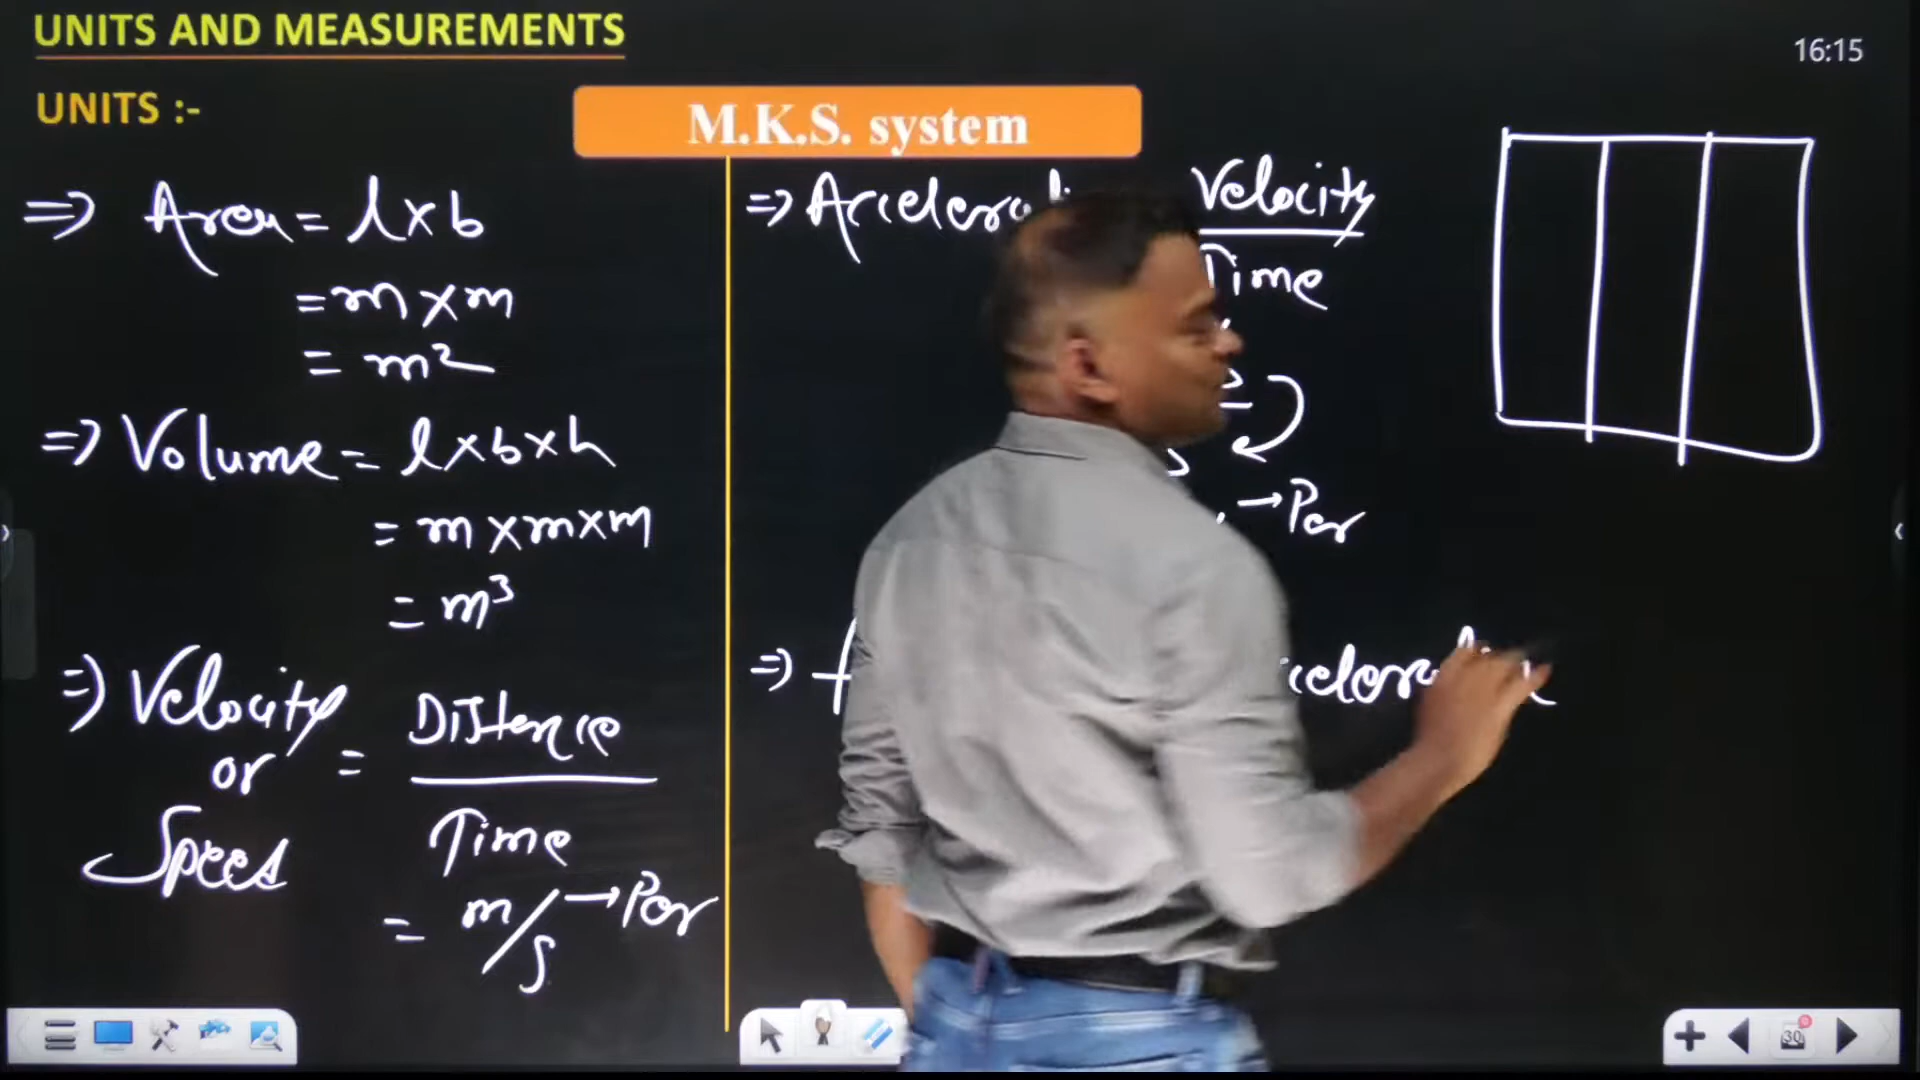 UNITS AND MEASUREMENTS
16:15
UNITS :-
M.K.S. system
⇒ Area = l×b
= m×m
= m²
⇒ Volume = l×b×h
= m×m×m
= m³
⇒ Velocity or Speed = Distance / Time
= m/s → Per
⇒ Velocity
Time
→ Per
⇒
30